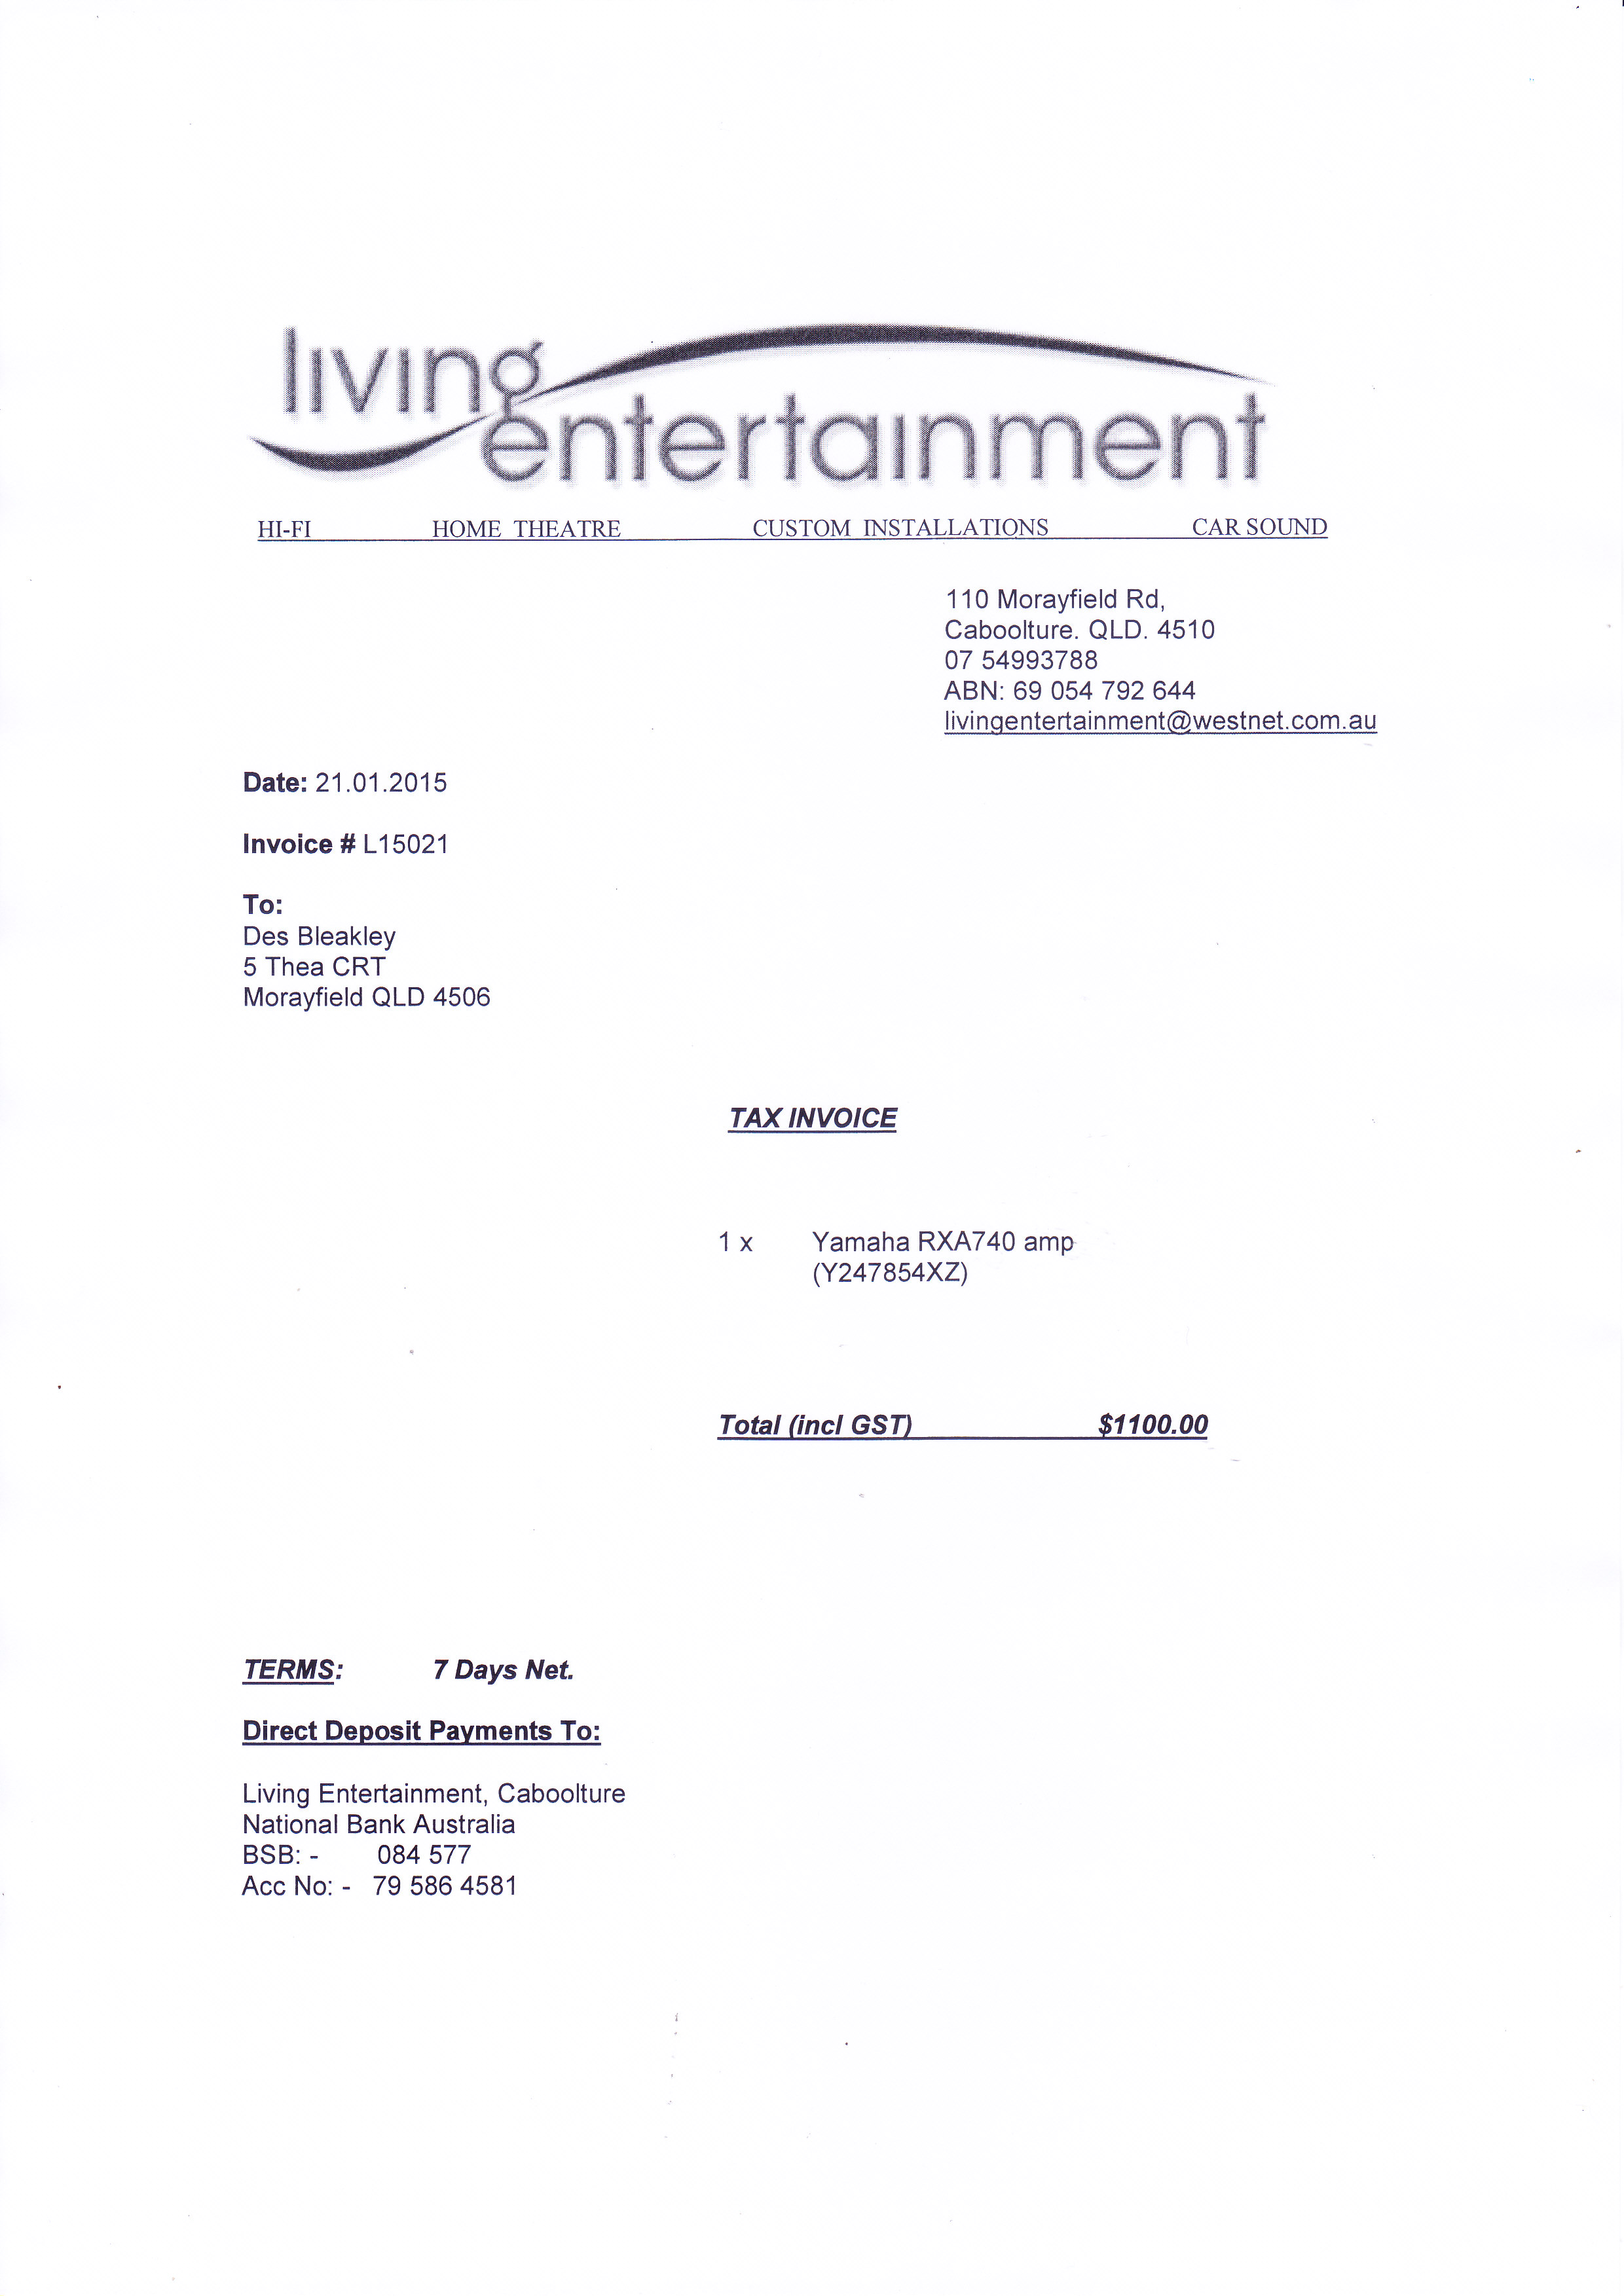 living
entertainment
HI-FI HOME THEATRE CUSTOM INSTALLATIONS CAR SOUND
110 Morayfield Rd,
Caboolture. QLD. 4510
07 54993788
ABN: 69 054 792 644
livingentertainment@westnet.com.au
Date: 21.01.2015
Invoice # L15021
To:
Des Bleakley
5 Thea CRT
Morayfield QLD 4506
TAX INVOICE
1 x Yamaha RXA740 amp
(Y247854XZ)
Total (incl GST) $1100.00
TERMS: 7 Days Net.
Direct Deposit Payments To:
Living Entertainment, Caboolture
National Bank Australia
BSB: - 084 577
Acc No: - 79 586 4581